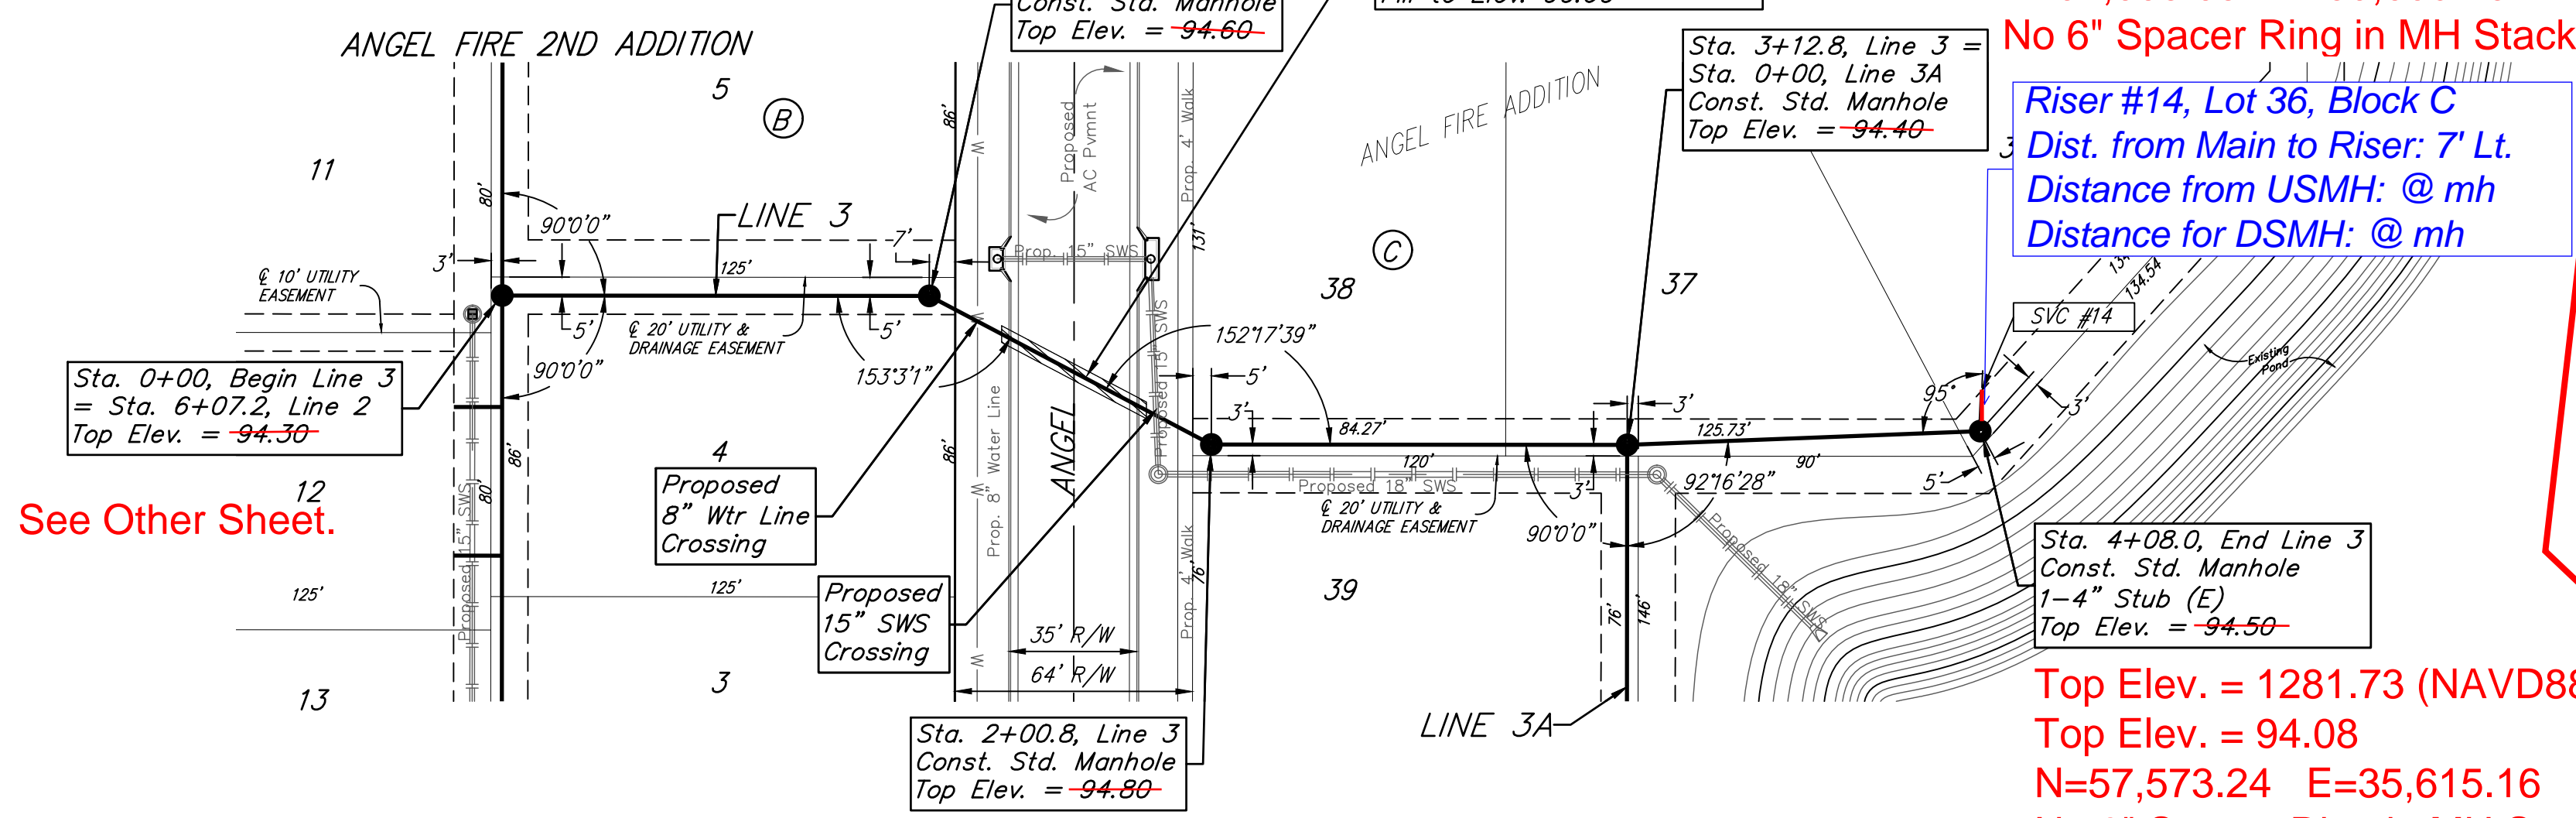 Const. Std. Manhole
Top Elev. = 94.60
No 6" Spacer Ring in MH Stack
ANGEL FIRE 2ND ADDITION
5
B
11
86'
W
Proposed
AC Pvmnt
Prop. 4' Walk
ANGEL FIRE ADDITION
Sta. 3+12.8, Line 3 =
Sta. 0+00, Line 3A
Const. Std. Manhole
Top Elev. = 94.40
Riser #14, Lot 36, Block C
Dist. from Main to Riser: 7' Lt.
Distance from USMH: @ mh
Distance for DSMH: @ mh
80'
90°0'0"
LINE 3
7'
131'
C
3'
125'
Prop. 15" SWS
℄ 10' UTILITY
EASEMENT
38
37
134.54
5'
5'
℄ 20' UTILITY &
DRAINAGE EASEMENT
152°17'39"
SVC #14
Existing
Pond
Sta. 0+00, Begin Line 3
= Sta. 6+07.2, Line 2
Top Elev. = 94.30
90°0'0"
153°3'1"
Proposed 15" SWS
5'
95°
3'
3'
3'
84.27'
125.73'
86'
4
86'
Prop. 8" Water Line
ANGEL
120'
90'
12
80'
Proposed
8" Wtr Line
Crossing
W
Proposed 18" SWS
3'
92°16'28"
5'
See Other Sheet.
Proposed 15" SWS
℄ 20' UTILITY &
DRAINAGE EASEMENT
90°0'0"
Proposed 18" SWS
Sta. 4+08.0, End Line 3
Const. Std. Manhole
1-4" Stub (E)
Top Elev. = 94.50
125'
125'
Proposed
15" SWS
Crossing
Prop. 4' Walk
76'
39
76'
146'
35' R/W
64' R/W
W
13
3
LINE 3A
Top Elev. = 1281.73 (NAVD88
Top Elev. = 94.08
N=57,573.24 E=35,615.16
Sta. 2+00.8, Line 3
Const. Std. Manhole
Top Elev. = 94.80